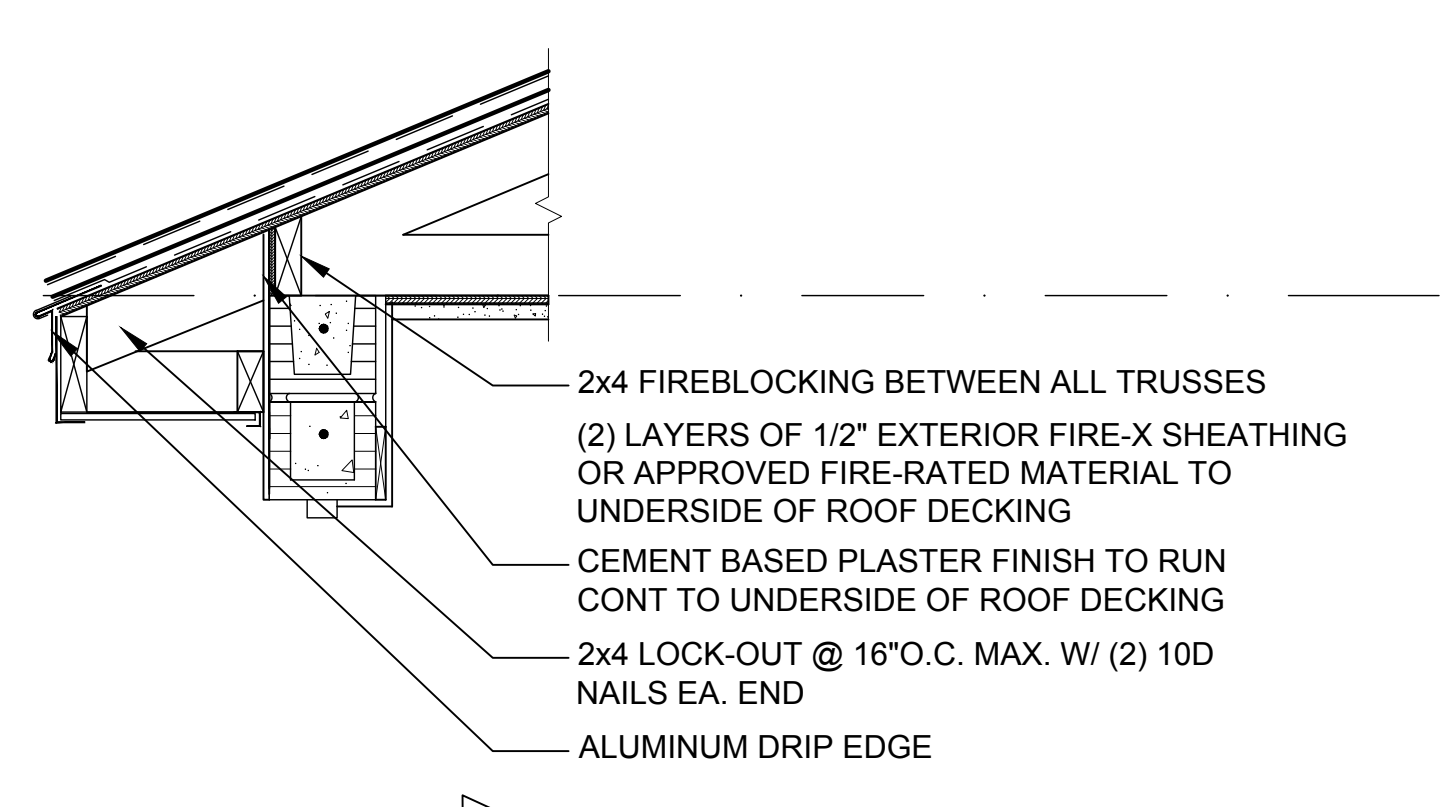 2x4 FIREBLOCKING BETWEEN ALL TRUSSES
(2) LAYERS OF 1/2" EXTERIOR FIRE-X SHEATHING
OR APPROVED FIRE-RATED MATERIAL TO
UNDERSIDE OF ROOF DECKING
CEMENT BASED PLASTER FINISH TO RUN
CONT TO UNDERSIDE OF ROOF DECKING
2x4 LOCK-OUT @ 16"O.C. MAX. W/ (2) 10D
NAILS EA. END
ALUMINUM DRIP EDGE